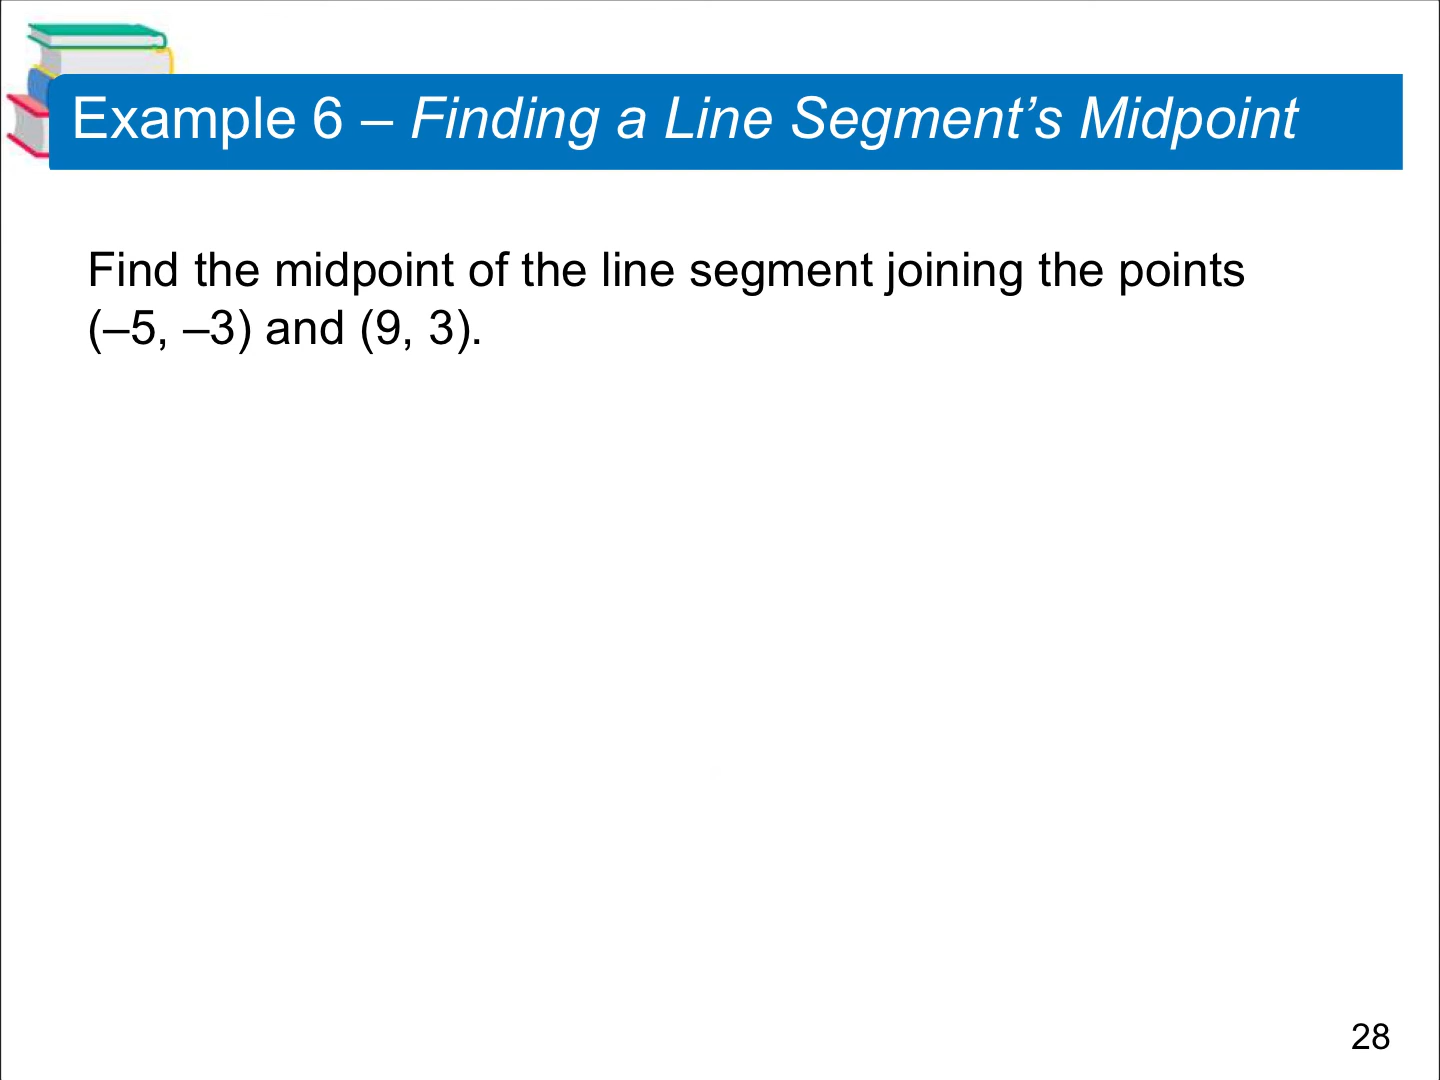 Example 6 – Finding a Line Segment’s Midpoint
Find the midpoint of the line segment joining the points
(–5, –3) and (9, 3).
28